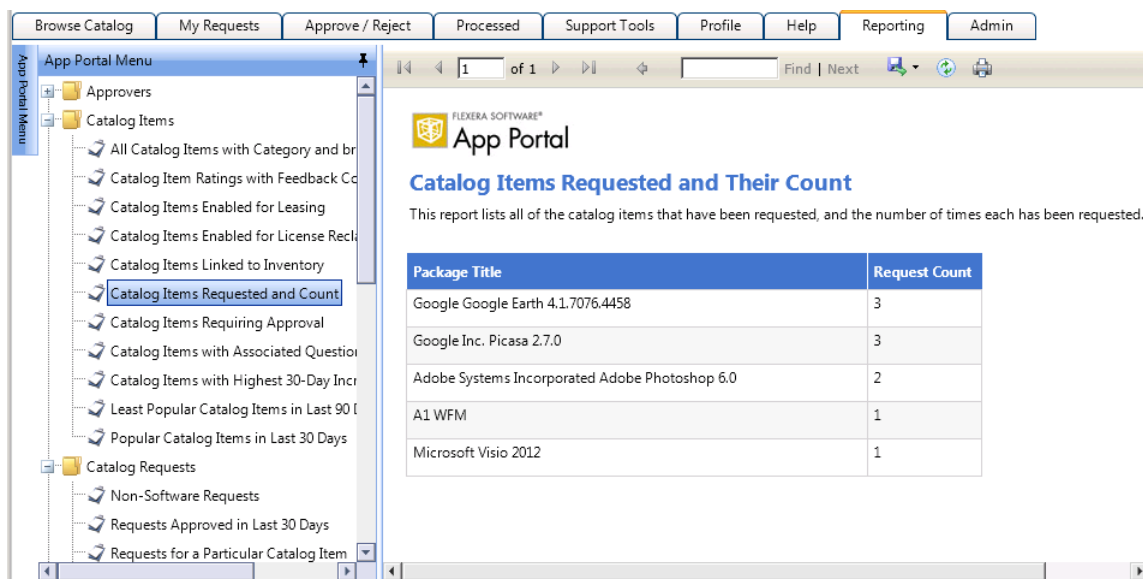 Browse Catalog
My Requests
Approve / Reject
Processed
Support Tools
Profile
Help
Reporting
Admin
App Portal Menu
App Portal Menu
Approvers
Catalog Items
All Catalog Items with Category and br
Catalog Item Ratings with Feedback Co
Catalog Items Enabled for Leasing
Catalog Items Enabled for License Recla
Catalog Items Linked to Inventory
Catalog Items Requested and Count
Catalog Items Requiring Approval
Catalog Items with Associated Question
Catalog Items with Highest 30-Day Incr
Least Popular Catalog Items in Last 90 D
Popular Catalog Items in Last 30 Days
Catalog Requests
Non-Software Requests
Requests Approved in Last 30 Days
Requests for a Particular Catalog Item
1 of 1
Find | Next
FLEXERA SOFTWARE®
App Portal
Catalog Items Requested and Their Count
This report lists all of the catalog items that have been requested, and the number of times each has been requested.
Package Title Request Count
Google Google Earth 4.1.7076.4458 3
Google Inc. Picasa 2.7.0 3
Adobe Systems Incorporated Adobe Photoshop 6.0 2
A1 WFM 1
Microsoft Visio 2012 1